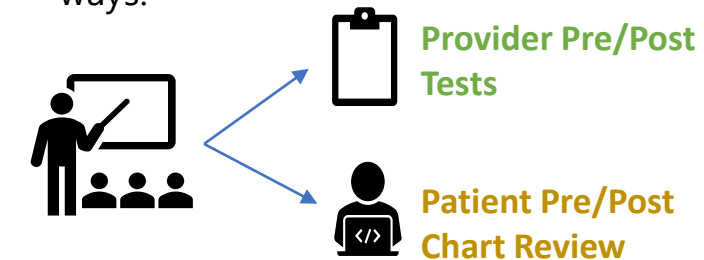 ways:
Provider Pre/Post
Tests
</>
Patient Pre/Post
Chart Review